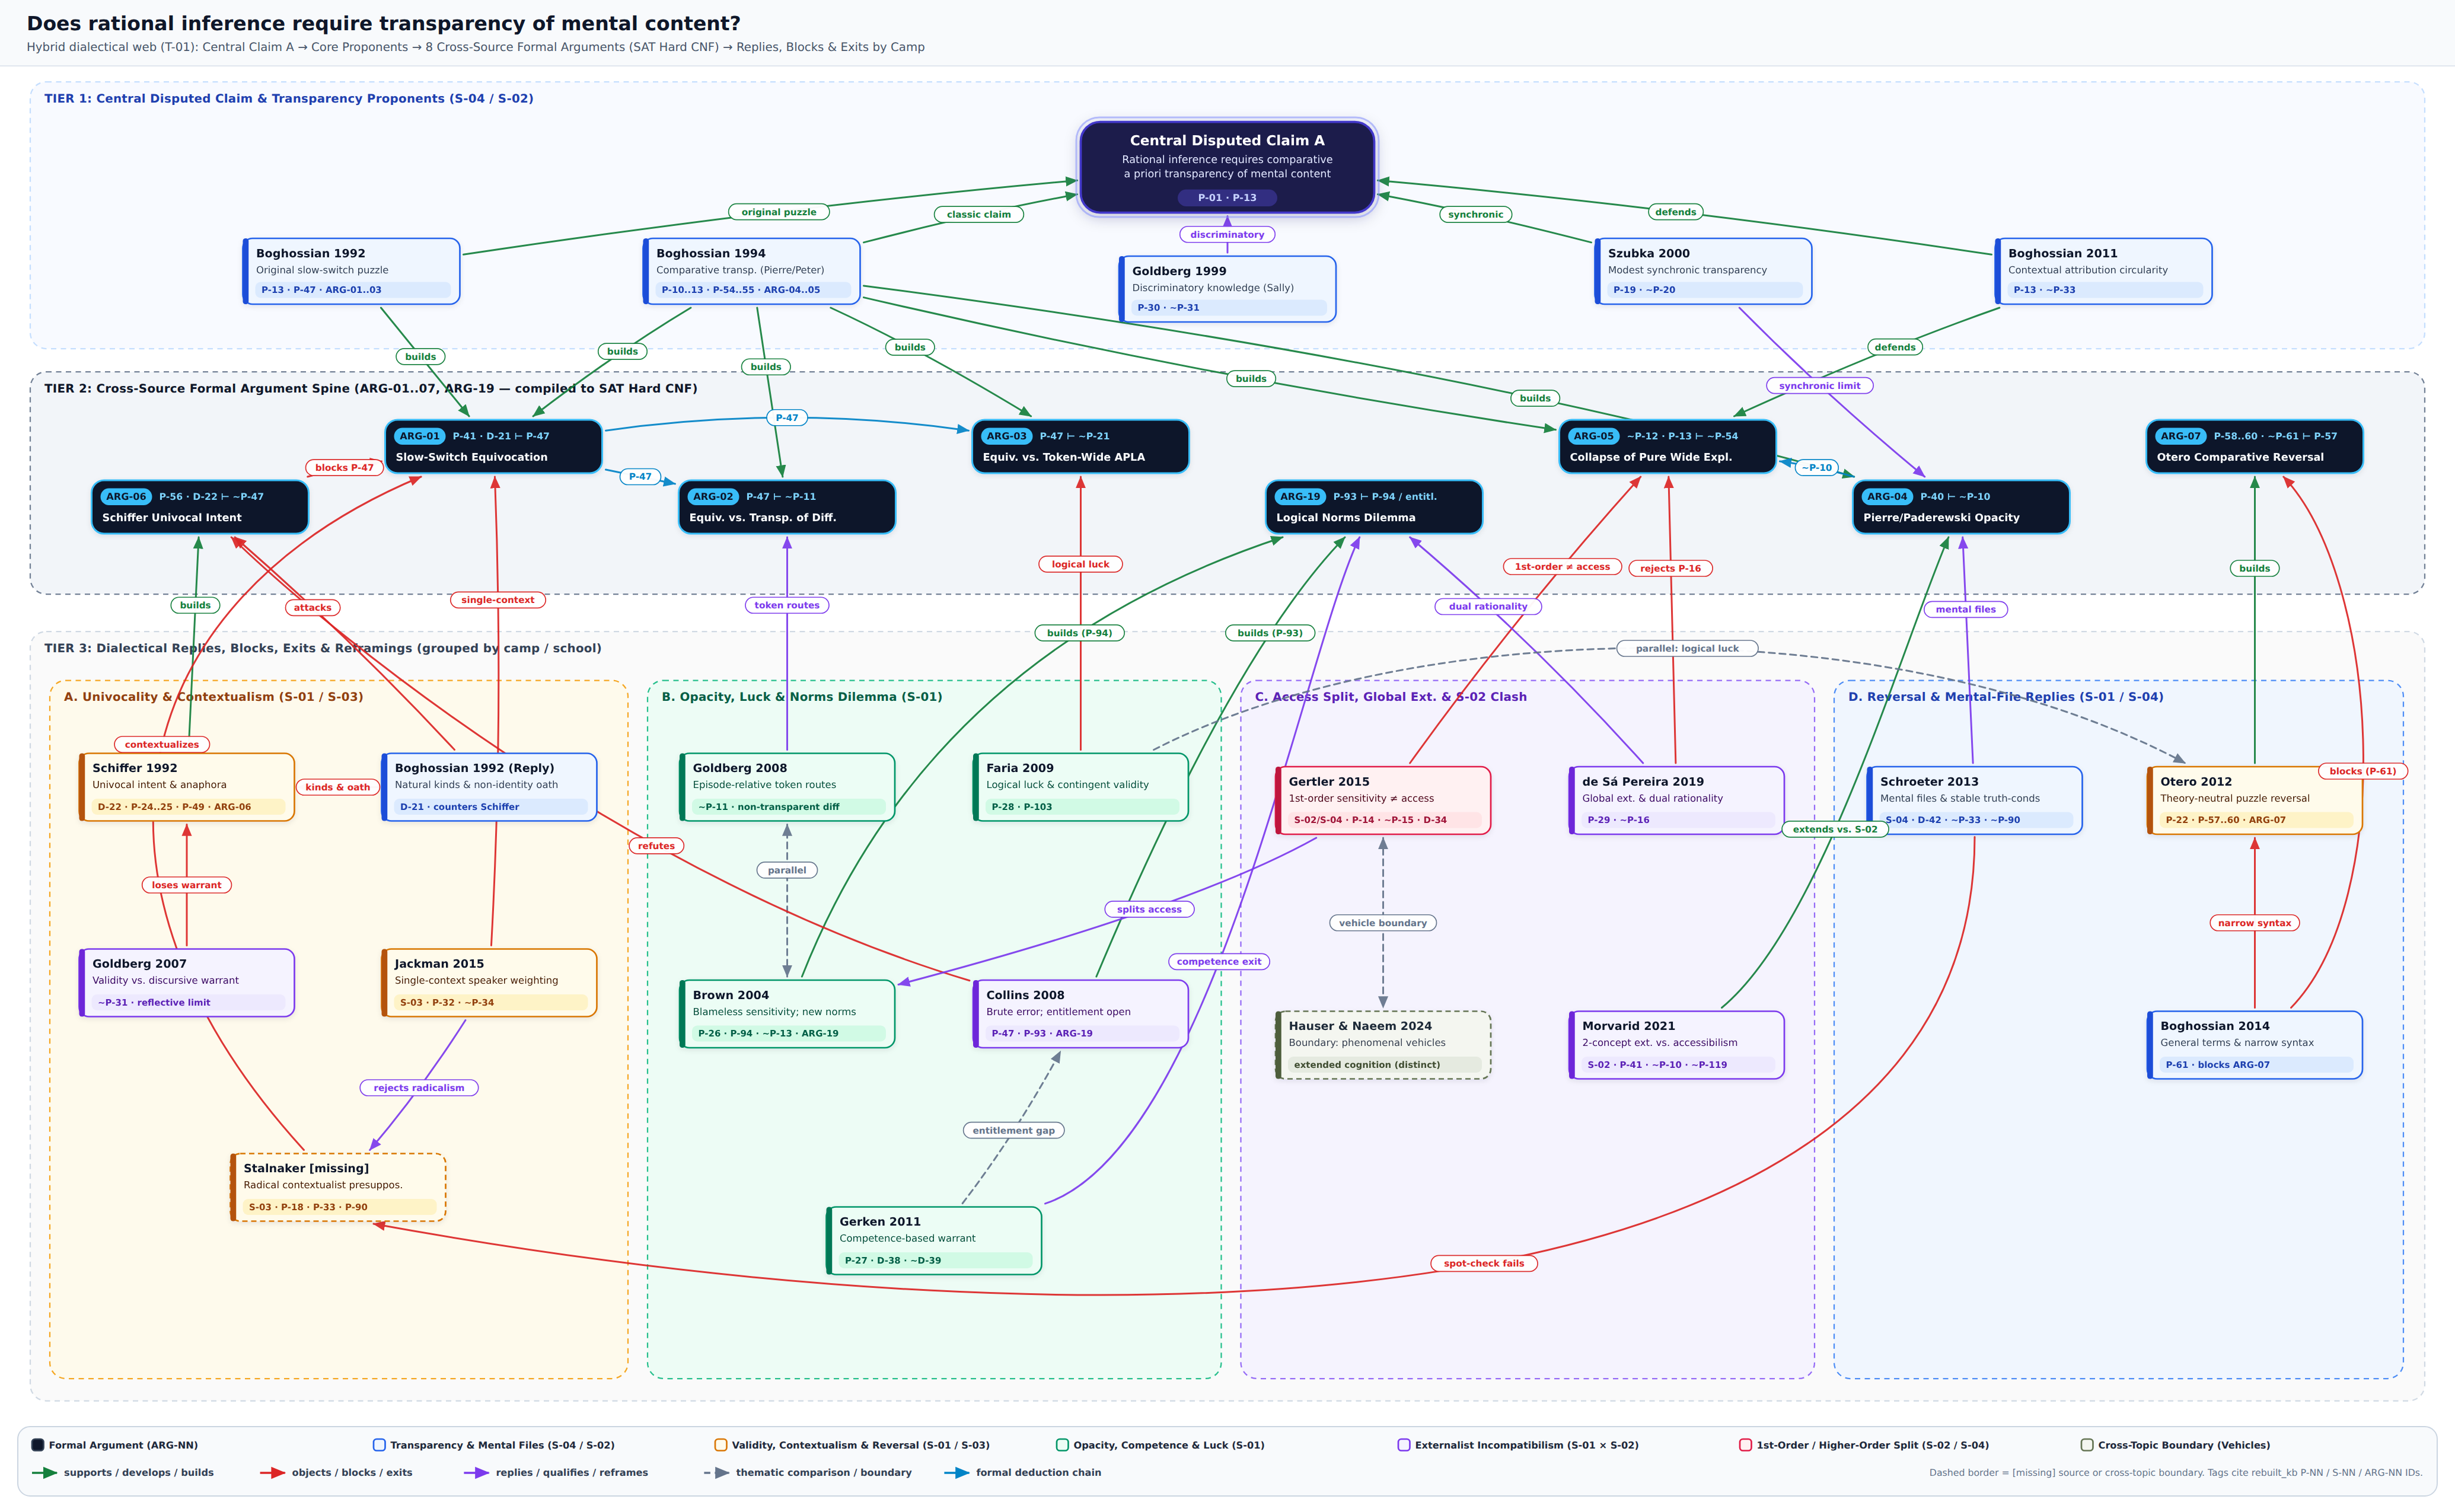 Does rational inference require transparency of mental content?
Hybrid dialectical web (T-01): Central Claim A → Core Proponents → 8 Cross-Source Formal Arguments (SAT Hard CNF) → Replies, Blocks & Exits by Camp
TIER 1: Central Disputed Claim & Transparency Proponents (S-04 / S-02)
Central Disputed Claim A
Rational inference requires comparative
a priori transparency of mental content
P-01 · P-13
original puzzle
classic claim
discriminatory
synchronic
defends
Boghossian 1992
Original slow-switch puzzle
P-13 · P-47 · ARG-01..03
Boghossian 1994
Comparative transp. (Pierre/Peter)
P-10..13 · P-54..55 · ARG-04..05
Goldberg 1999
Discriminatory knowledge (Sally)
P-30 · ~P-31
Szubka 2000
Modest synchronic transparency
P-19 · ~P-20
Boghossian 2011
Contextual attribution circularity
P-13 · ~P-33
builds
builds
builds
builds
builds
builds
defends
synchronic limit
TIER 2: Cross-Source Formal Argument Spine (ARG-01..07, ARG-19 — compiled to SAT Hard CNF)
ARG-01 P-41 · D-21 ⊢ P-47
Slow-Switch Equivocation
P-47
ARG-03 P-47 ⊢ ~P-21
Equiv. vs. Token-Wide APLA
ARG-05 ~P-12 · P-13 ⊢ ~P-54
Collapse of Pure Wide Expl.
~P-10
ARG-07 P-58..60 · ~P-61 ⊢ P-57
Otero Comparative Reversal
blocks P-47
P-47
ARG-06 P-56 · D-22 ⊢ ~P-47
Schiffer Univocal Intent
ARG-02 P-47 ⊢ ~P-11
Equiv. vs. Transp. of Diff.
ARG-19 P-93 ⊢ P-94 / entitl.
Logical Norms Dilemma
ARG-04 P-40 ⊢ ~P-10
Pierre/Paderewski Opacity
builds
attacks
single-context
token routes
logical luck
builds (P-94)
builds (P-93)
dual rationality
1st-order ≠ access
rejects P-16
mental files
builds
parallel: logical luck
TIER 3: Dialectical Replies, Blocks, Exits & Reframings (grouped by camp / school)
A. Univocality & Contextualism (S-01 / S-03)
contextualizes
Schiffer 1992
Univocal intent & anaphora
D-22 · P-24..25 · P-49 · ARG-06
kinds & oath
Boghossian 1992 (Reply)
Natural kinds & non-identity oath
D-21 · counters Schiffer
refutes
loses warrant
Goldberg 2007
Validity vs. discursive warrant
~P-31 · reflective limit
Jackman 2015
Single-context speaker weighting
S-03 · P-32 · ~P-34
rejects radicalism
Stalnaker [missing]
Radical contextualist presuppos.
S-03 · P-18 · P-33 · P-90
B. Opacity, Luck & Norms Dilemma (S-01)
Goldberg 2008
Episode-relative token routes
~P-11 · non-transparent diff
Faria 2009
Logical luck & contingent validity
P-28 · P-103
parallel
splits access
competence exit
Brown 2004
Blameless sensitivity; new norms
P-26 · P-94 · ~P-13 · ARG-19
Collins 2008
Brute error; entitlement open
P-47 · P-93 · ARG-19
entitlement gap
Gerken 2011
Competence-based warrant
P-27 · D-38 · ~D-39
C. Access Split, Global Ext. & S-02 Clash
Gertler 2015
1st-order sensitivity ≠ access
S-02/S-04 · P-14 · ~P-15 · D-34
de Sá Pereira 2019
Global ext. & dual rationality
P-29 · ~P-16
vehicle boundary
Hauser & Naeem 2024
Boundary: phenomenal vehicles
extended cognition (distinct)
Morvarid 2021
2-concept ext. vs. accessibilism
S-02 · P-41 · ~P-10 · ~P-119
spot-check fails
D. Reversal & Mental-File Replies (S-01 / S-04)
Schroeter 2013
Mental files & stable truth-conds
S-04 · D-42 · ~P-33 · ~P-90
extends vs. S-02
Otero 2012
Theory-neutral puzzle reversal
P-22 · P-57..60 · ARG-07
blocks (P-61)
narrow syntax
Boghossian 2014
General terms & narrow syntax
P-61 · blocks ARG-07
Formal Argument (ARG-NN)
Transparency & Mental Files (S-04 / S-02)
Validity, Contextualism & Reversal (S-01 / S-03)
Opacity, Competence & Luck (S-01)
Externalist Incompatibilism (S-01 × S-02)
1st-Order / Higher-Order Split (S-02 / S-04)
Cross-Topic Boundary (Vehicles)
supports / develops / builds
objects / blocks / exits
replies / qualifies / reframes
thematic comparison / boundary
formal deduction chain
Dashed border = [missing] source or cross-topic boundary. Tags cite rebuilt_kb P-NN / S-NN / ARG-NN IDs.